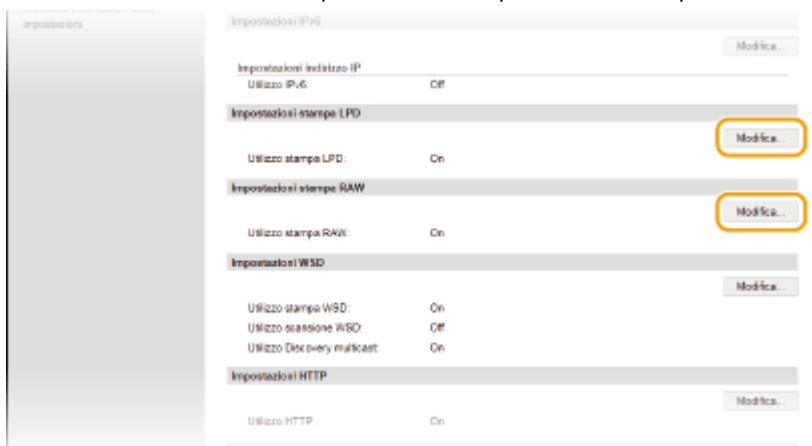 impostazioni
Impostazioni IPv6
Modifica...
Impostazioni indirizzo IP
Utilizzo IPv6: Off
Impostazioni stampa LPD
Modifica...
Utilizzo stampa LPD: On
Impostazioni stampa RAW
Modifica...
Utilizzo stampa RAW: On
Impostazioni WSD
Modifica...
Utilizzo stampa WSD: On
Utilizzo scansione WSD: Off
Utilizzo Discovery multicast: On
Impostazioni HTTP
Modifica...
Utilizzo HTTP: On